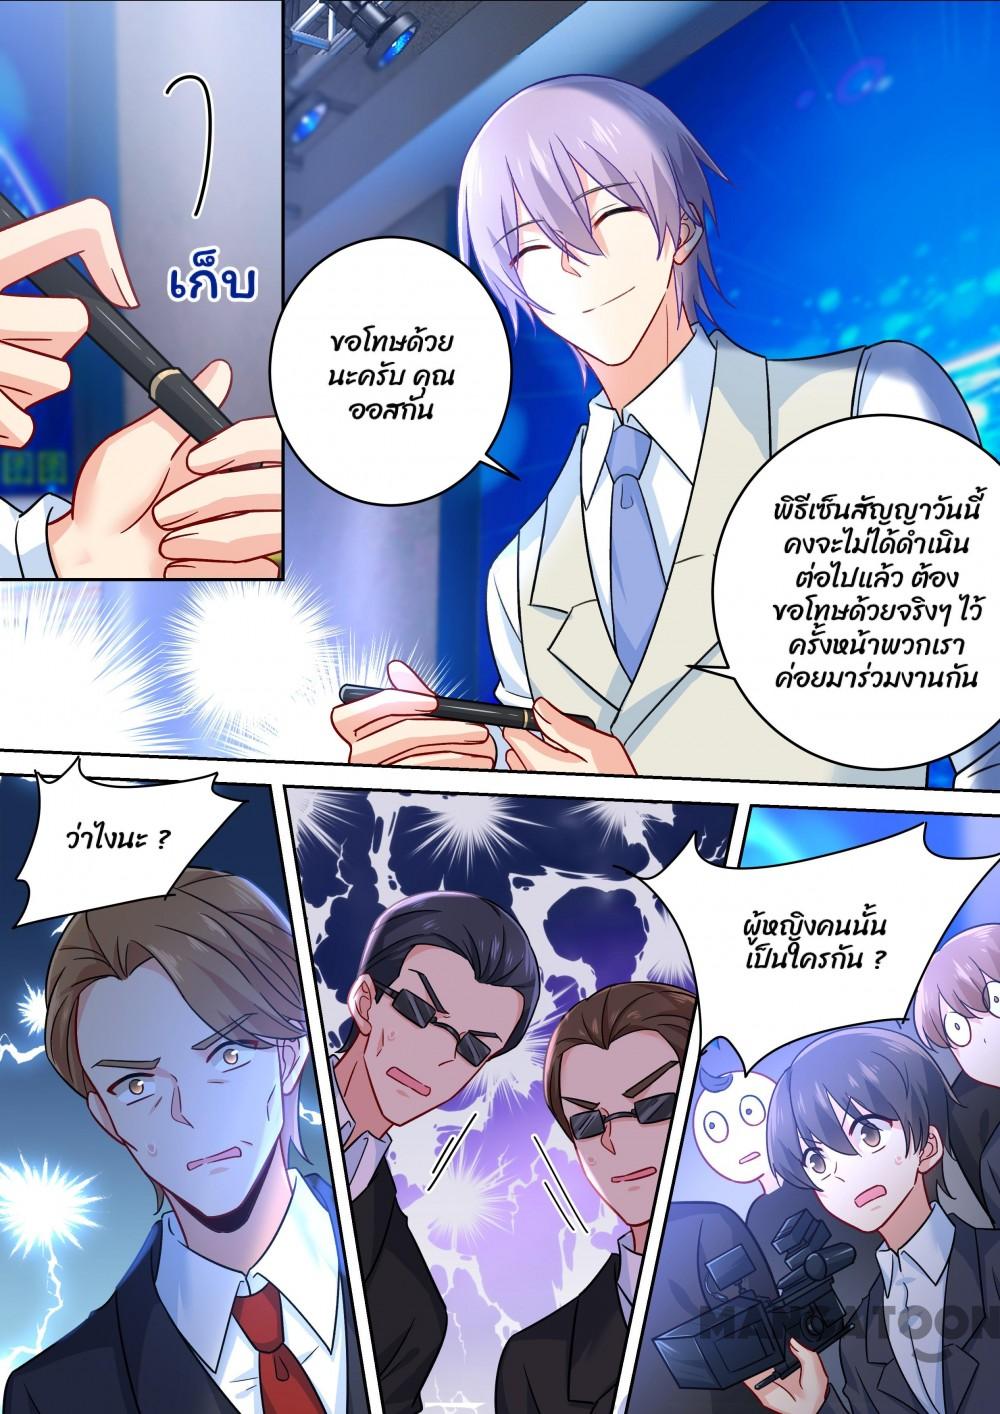 เก็บ
ขอโทษด้วย
นะครับ คุณ
ออสกัน
พิธีเซ็นสัญญาวันนี้
คงจะไม่ได้ดำเนิน
ต่อไปแล้ว ต้อง
ขอโทษด้วยจริงๆ ไว้
ครั้งหน้าพวกเรา
ค่อยมาร่วมงานกัน
ว่าไงนะ ?
ผู้หญิงคนนั้น
เป็นใครกัน ?
MANGATOON